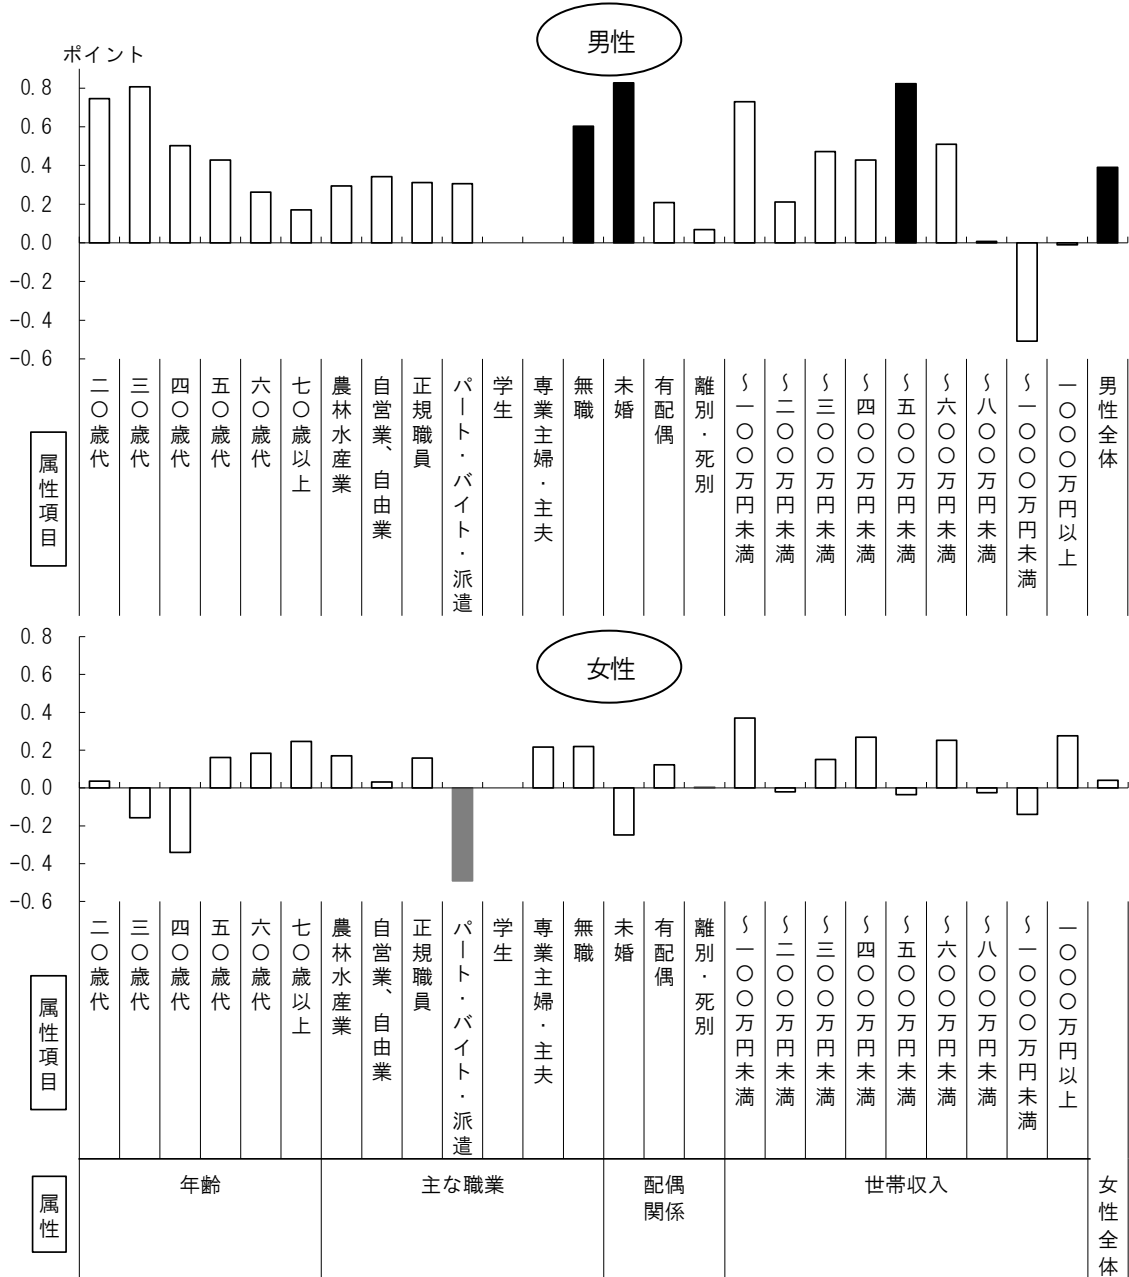 男性
ポイント
0.8
0.6
0.4
0.2
0.0
-0.2
-0.4
-0.6
属性項目
二〇歳代
三〇歳代
四〇歳代
五〇歳代
六〇歳代
七〇歳以上
農林水産業
自営業、自由業
正規職員
パート・バイト・派遣
学生
専業主婦・主夫
無職
未婚
有配偶
離別・死別
～一〇〇万円未満
～二〇〇万円未満
～三〇〇万円未満
～四〇〇万円未満
～五〇〇万円未満
～六〇〇万円未満
～八〇〇万円未満
～一〇〇〇万円未満
一〇〇〇万円以上
男性全体
女性
0.8
0.6
0.4
0.2
0.0
-0.2
-0.4
-0.6
属性項目
二〇歳代
三〇歳代
四〇歳代
五〇歳代
六〇歳代
七〇歳以上
農林水産業
自営業、自由業
正規職員
パート・バイト・派遣
学生
専業主婦・主夫
無職
未婚
有配偶
離別・死別
～一〇〇万円未満
～二〇〇万円未満
～三〇〇万円未満
～四〇〇万円未満
～五〇〇万円未満
～六〇〇万円未満
～八〇〇万円未満
～一〇〇〇万円未満
一〇〇〇万円以上
属性
年齢
主な職業
配偶
関係
世帯収入
女性全体